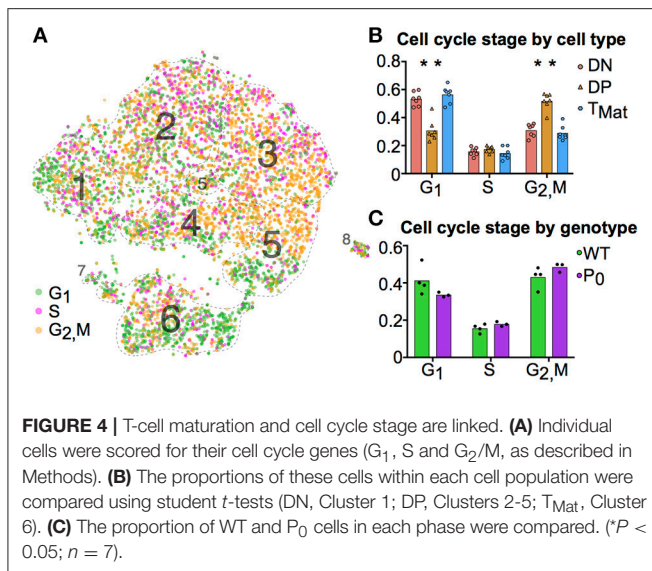 A
1
2
3
4
5
5
6
7
8
G1
S
G2,M
B
Cell cycle stage by cell type
* *
* *
DN
DP
TMat
0.8
0.6
0.4
0.2
0
G1
S
G2,M
C
Cell cycle stage by genotype
WT
P0
0.6
0.4
0.2
0
G1
S
G2,M
FIGURE 4 | T-cell maturation and cell cycle stage are linked. (A) Individual
cells were scored for their cell cycle genes (G1, S and G2/M, as described in
Methods). (B) The proportions of these cells within each cell population were
compared using student t-tests (DN, Cluster 1; DP, Clusters 2-5; TMat, Cluster
6). (C) The proportion of WT and P0 cells in each phase were compared. (*P <
0.05; n = 7).